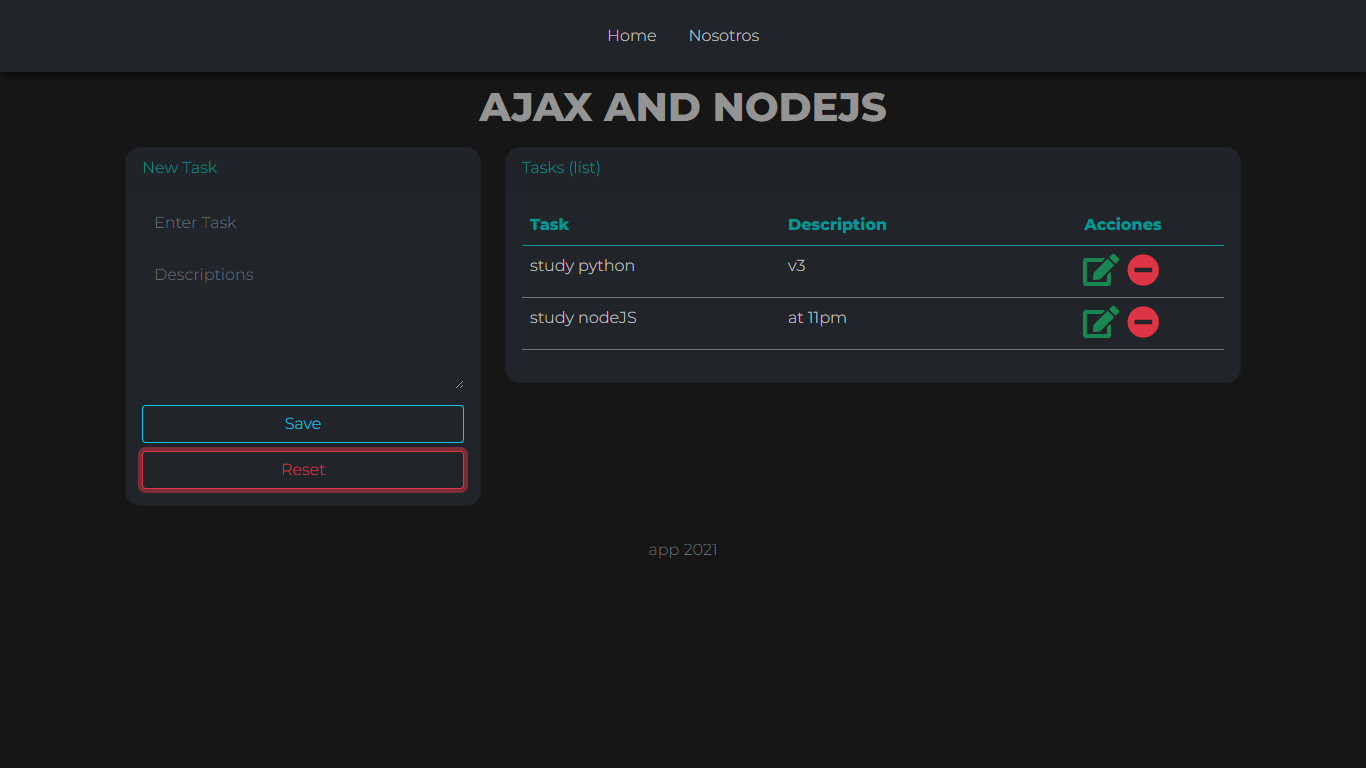 Home Nosotros
AJAX AND NODEJS
New Task
Enter Task
Descriptions
Save
Reset
Tasks (list)
Task Description Acciones
study python v3
study nodeJS at 11pm
app 2021